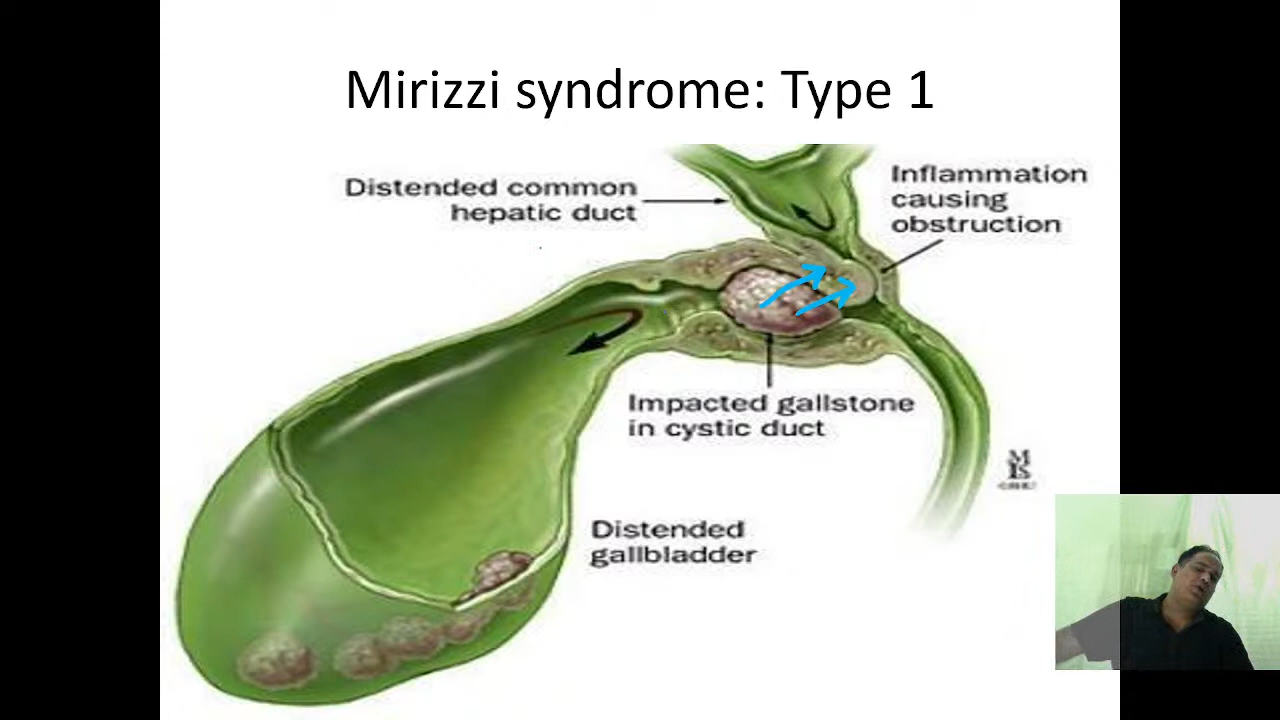 Mirizzi syndrome: Type 1
Distended common
hepatic duct
Inflammation
causing
obstruction
Impacted gallstone
in cystic duct
Distended
gallbladder